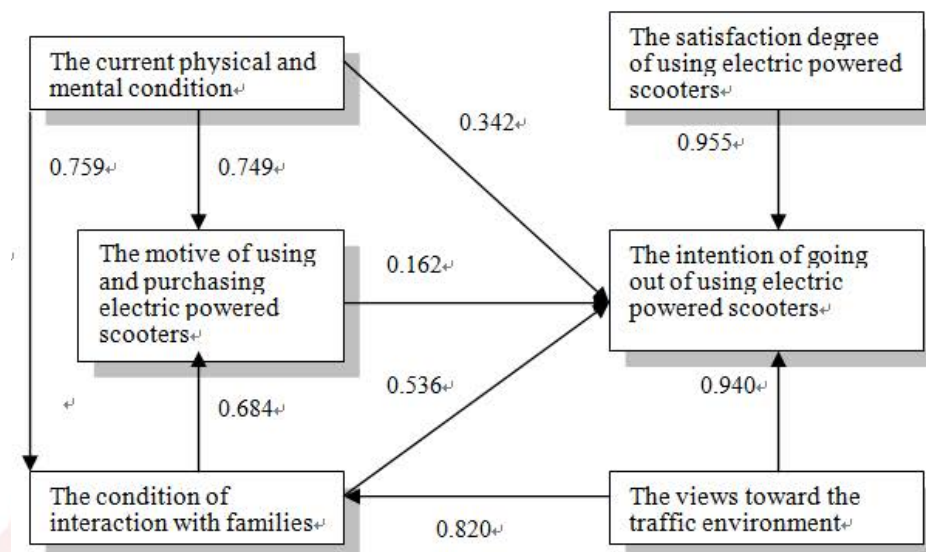 The current physical and
mental condition↵
The satisfaction degree
of using electric powered
scooters↵
0.342↵
0.955↵
0.759↵
0.749↵
The motive of using
and purchasing
electric powered
scooters↵
0.162↵
The intention of going
out of using electric
powered scooters↵
0.536↵
0.940↵
0.684↵
The condition of
interaction with families↵
0.820↵
The views toward the
traffic environment↵